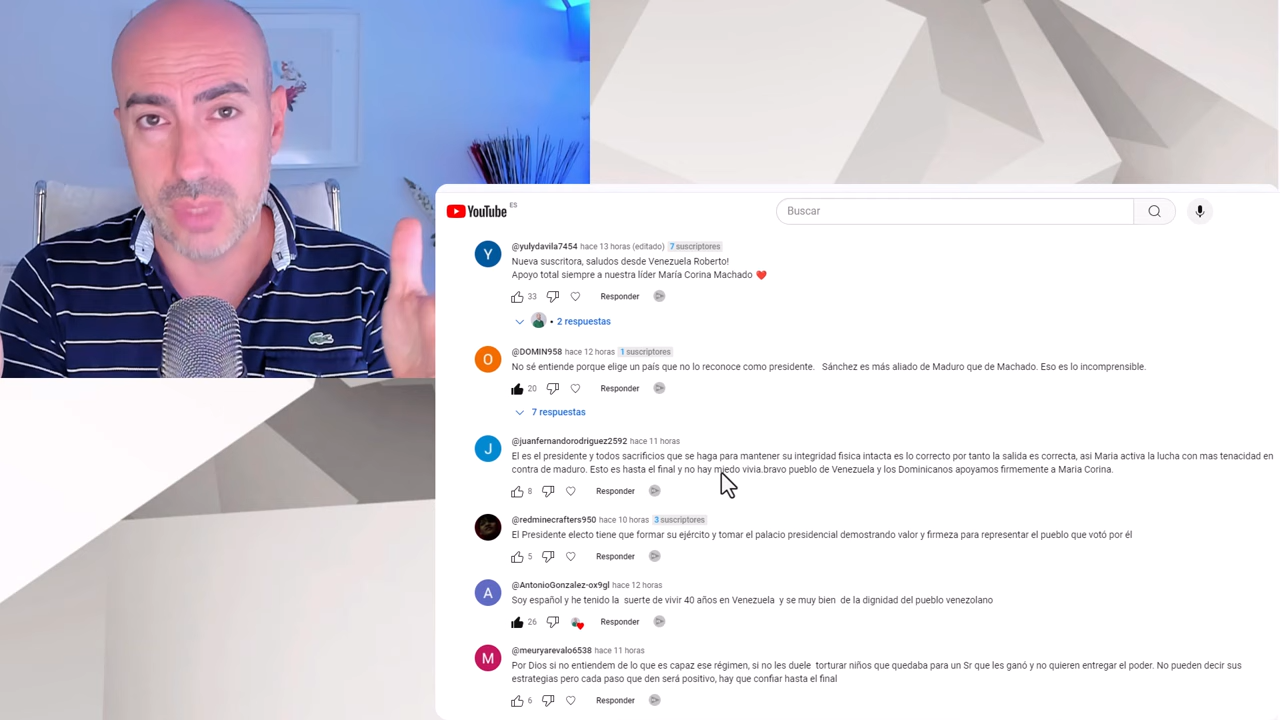 YouTube ES
Buscar
@yulydavila7454 hace 13 horas (editado) 7 suscriptores
Nueva suscritora, saludos desde Venezuela Roberto!
Apoyo total siempre a nuestra líder María Corina Machado ❤️
33 Responder
2 respuestas
@DOMIN958 hace 12 horas 1 suscriptores
No sé entiende porque elige un país que no lo reconoce como presidente. Sánchez es más aliado de Maduro que de Machado. Eso es lo incomprensible.
20 Responder
7 respuestas
@juanfernandorodriguez2592 hace 11 horas
El es el presidente y todos sacrificios que se haga para mantener su integridad fisica intacta es lo correcto por tanto la salida es correcta, asi Maria activa la lucha con mas tenacidad en
contra de maduro. Esto es hasta el final y no hay miedo vivia.bravo pueblo de Venezuela y los Dominicanos apoyamos firmemente a Maria Corina.
8 Responder
@redminecrafters950 hace 10 horas 3 suscriptores
El Presidente electo tiene que formar su ejército y tomar el palacio presidencial demostrando valor y firmeza para representar el pueblo que votó por él
5 Responder
@AntonioGonzalez-ox9gl hace 12 horas
Soy español y he tenido la suerte de vivir 40 años en Venezuela y se muy bien de la dignidad del pueblo venezolano
26 Responder
@meuryarevalo6538 hace 11 horas
Por Dios si no entiendem de lo que es capaz ese régimen, si no les duele torturar niños que quedaba para un Sr que les ganó y no quieren entregar el poder. No pueden decir sus
estrategias pero cada paso que den será positivo, hay que confiar hasta el final
6 Responder